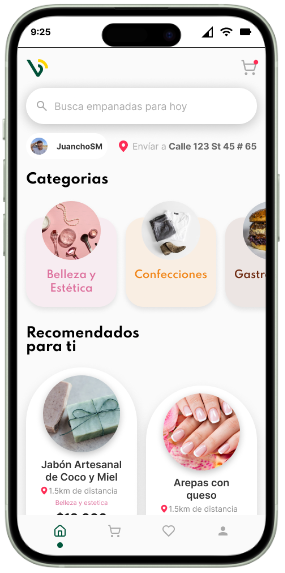 9:25
Busca empanadas para hoy
JuanchoSM
Enviar a Calle 123 St 45 # 65
Categorias
Belleza y
Estética
Confecciones
Gastr
Recomendados
para ti
Jabón Artesanal
de Coco y Miel
1.5km de distancia
Belleza y estetica
Arepas con
queso
1.5km de distancia